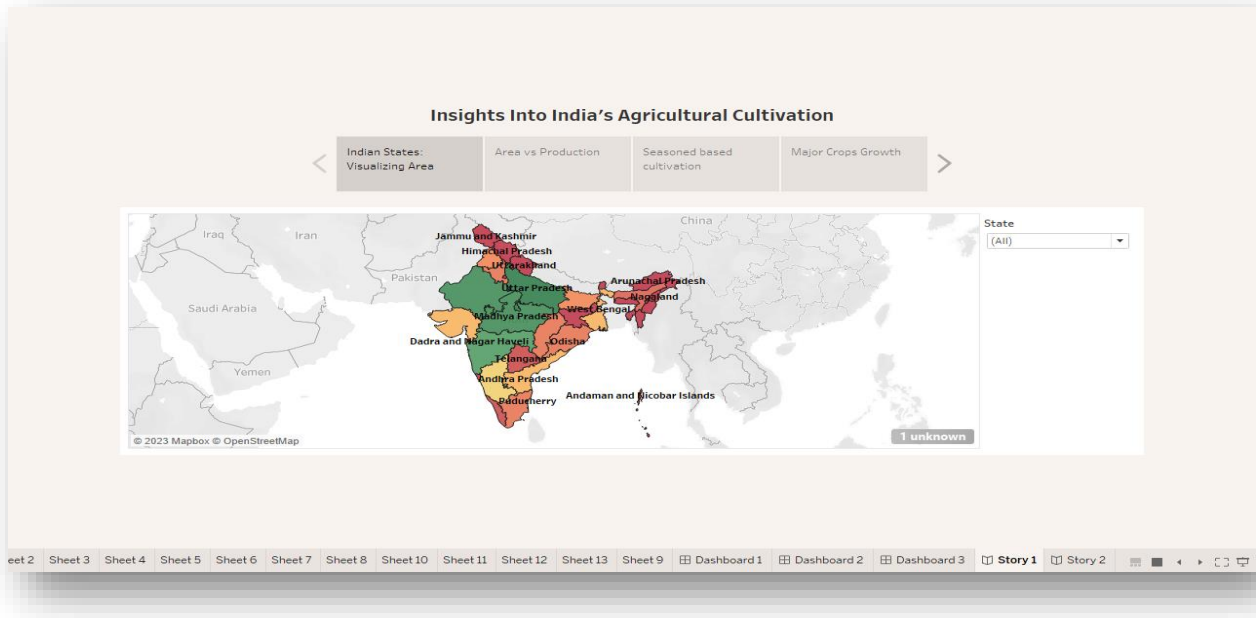 Insights Into India's Agricultural Cultivation
Indian States:
Visualizing Area
Area vs Production
Seasoned based
cultivation
Major Crops Growth
State
(All)
China
Iraq
Iran
Jammu and Kashmir
Himachal Pradesh
Uttarakhand
Pakistan
Arunachal Pradesh
Uttar Pradesh
Nagaland
Saudi Arabia
West Bengal
Madhya Pradesh
Dadra and Nagar Haveli
Odisha
Telangana
Yemen
Andhra Pradesh
Puducherry
Andaman and Nicobar Islands
© 2023 Mapbox © OpenStreetMap
1 unknown
eet 2 Sheet 3 Sheet 4 Sheet 5 Sheet 6 Sheet 7 Sheet 8 Sheet 10 Sheet 11 Sheet 12 Sheet 13 Sheet 9 Dashboard 1 Dashboard 2 Dashboard 3 Story 1 Story 2